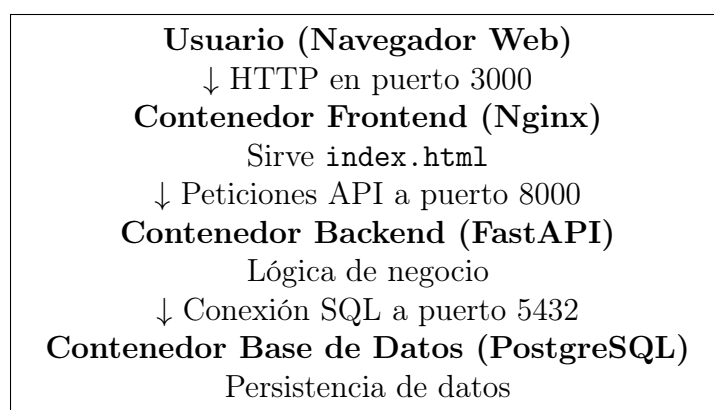 Usuario (Navegador Web)
↓ HTTP en puerto 3000
Contenedor Frontend (Nginx)
Sirve index.html
↓ Peticiones API a puerto 8000
Contenedor Backend (FastAPI)
Lógica de negocio
↓ Conexión SQL a puerto 5432
Contenedor Base de Datos (PostgreSQL)
Persistencia de datos